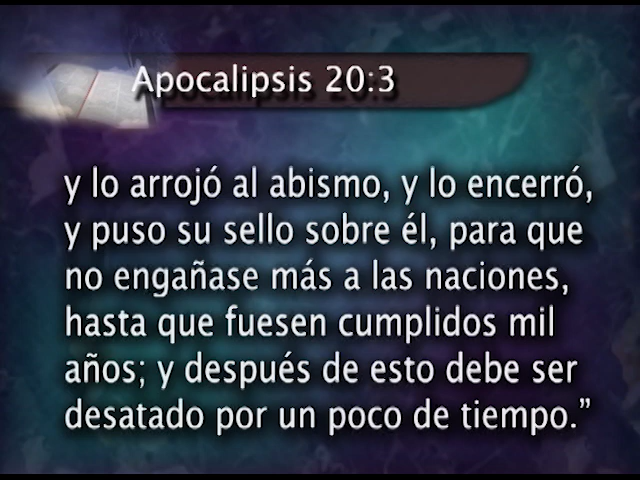 Apocalipsis 20:3
y lo arrojó al abismo, y lo encerró,
y puso su sello sobre él, para que
no engañase más a las naciones,
hasta que fuesen cumplidos mil
años; y después de esto debe ser
desatado por un poco de tiempo.”